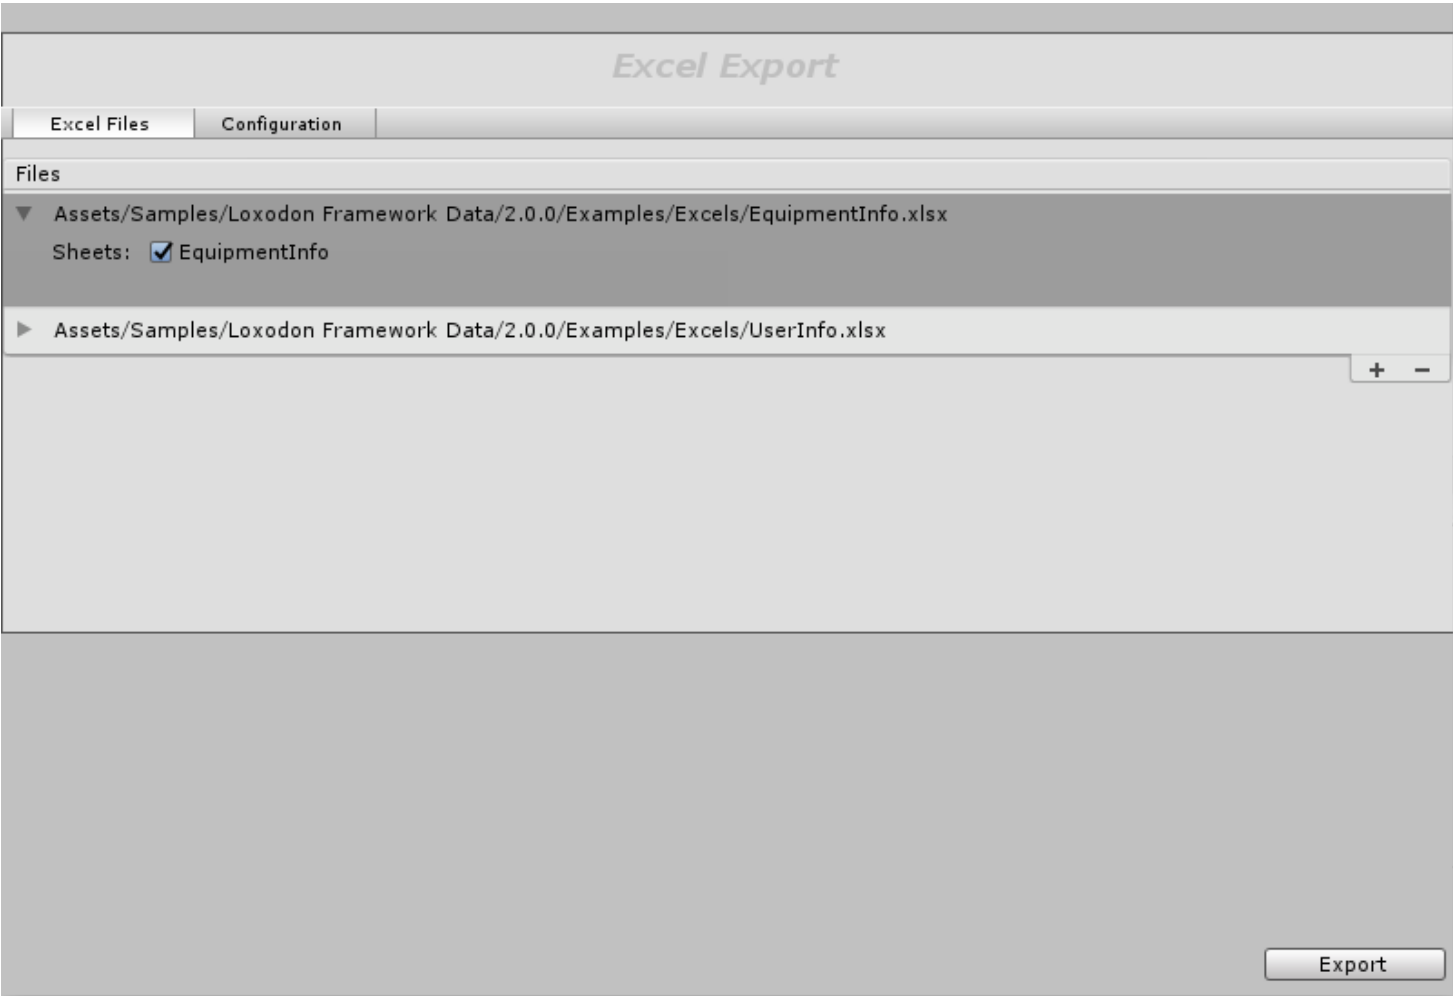 Excel Export
Excel Files Configuration
Files
Assets/Samples/Loxodon Framework Data/2.0.0/Examples/Excels/EquipmentInfo.xlsx
Sheets: EquipmentInfo
Assets/Samples/Loxodon Framework Data/2.0.0/Examples/Excels/UserInfo.xlsx
+ −
Export